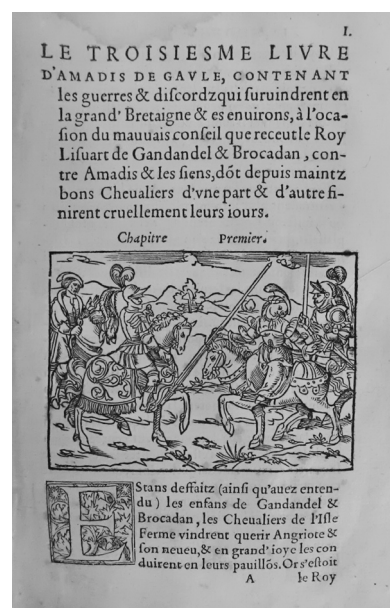 I.
LE TROISIESME LIVRE
D'AMADIS DE GAVLE, CONTENANT
les guerres & diſcordz qui ſuruindrent en
la grand' Bretaigne & es enuirons, à l'oca-
ſion du mauuais conſeil que receut le Roy
Liſuart de Gandandel & Brocadan, con-
tre Amadis & les ſiens, dōt depuis maintz
bons Cheualiers d'vne part & d'autre fi-
nirent cruellement leurs iours.
Chapitre Premier.
EStans deffaitz (ainſi qu'auez enten-
du) les enfans de Gandandel &
Brocadan, les Cheualiers de l'Iſle
Ferme vindrent querir Angriote &
ſon neueu, & en grand' ioye les con
duirent en leurs pauillōs. Or s'eſtoit
A le Roy